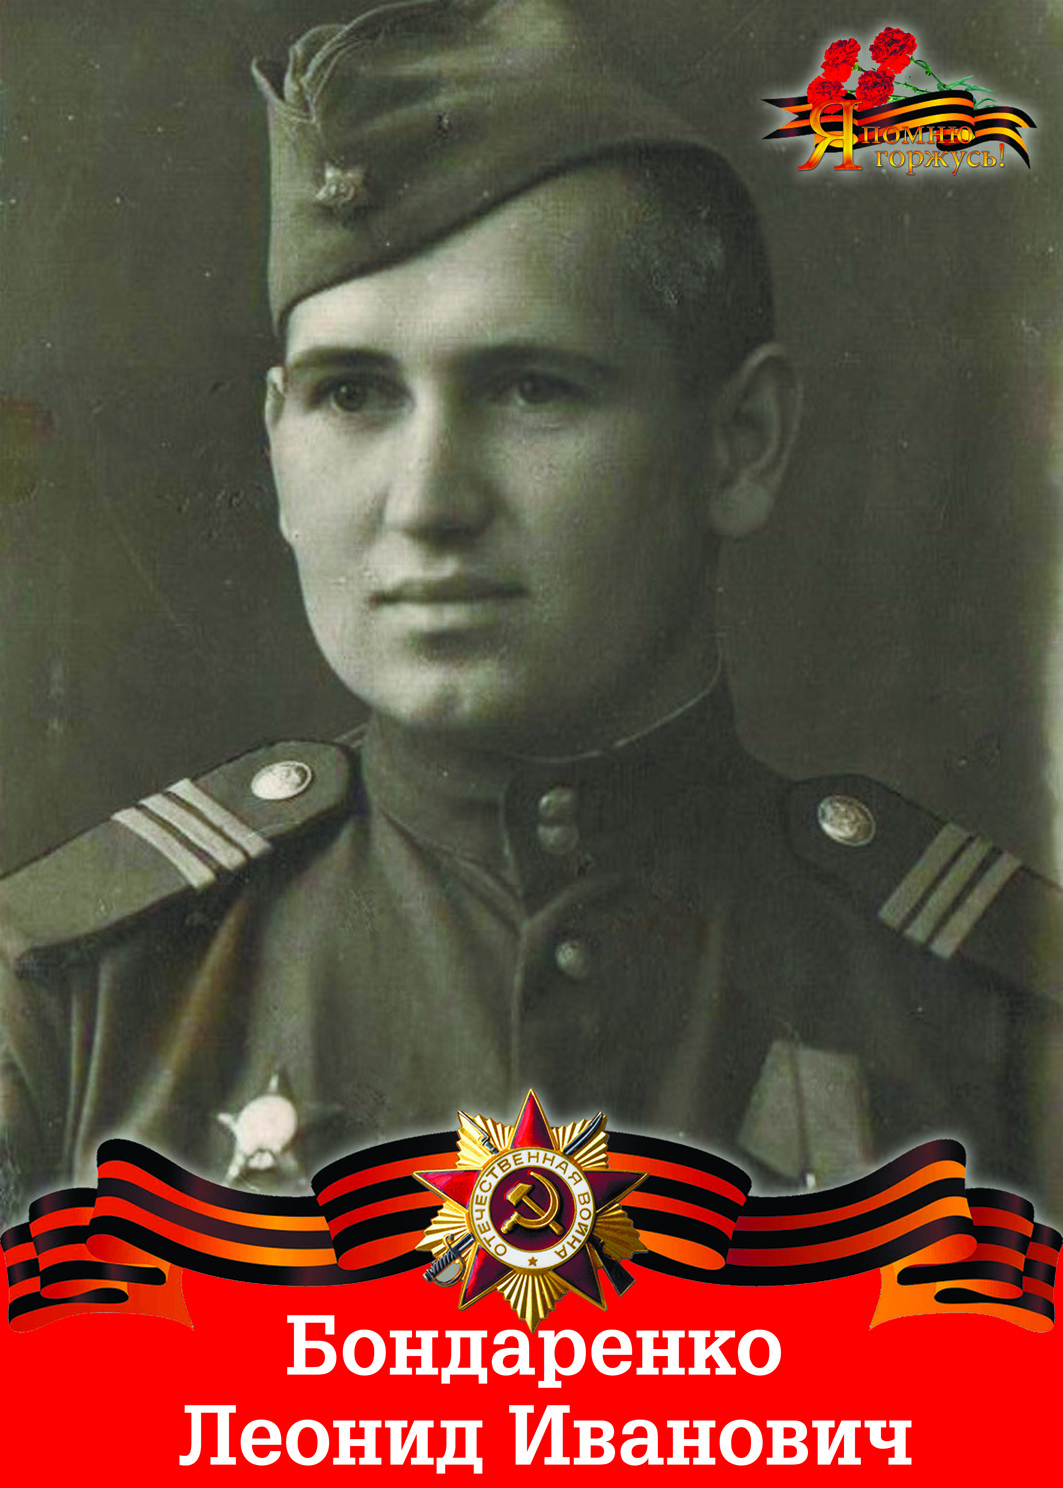 Я помню
горжусь!
ОТЕЧЕСТВЕННАЯ ВОЙНА
Бондаренко
Леонид Иванович